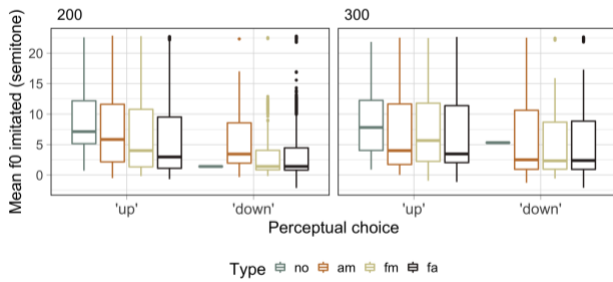 200 300
Mean f0 imitated (semitone)
20
15
10
5
0
'up' 'down' 'up' 'down'
Perceptual choice
Type no am fm fa